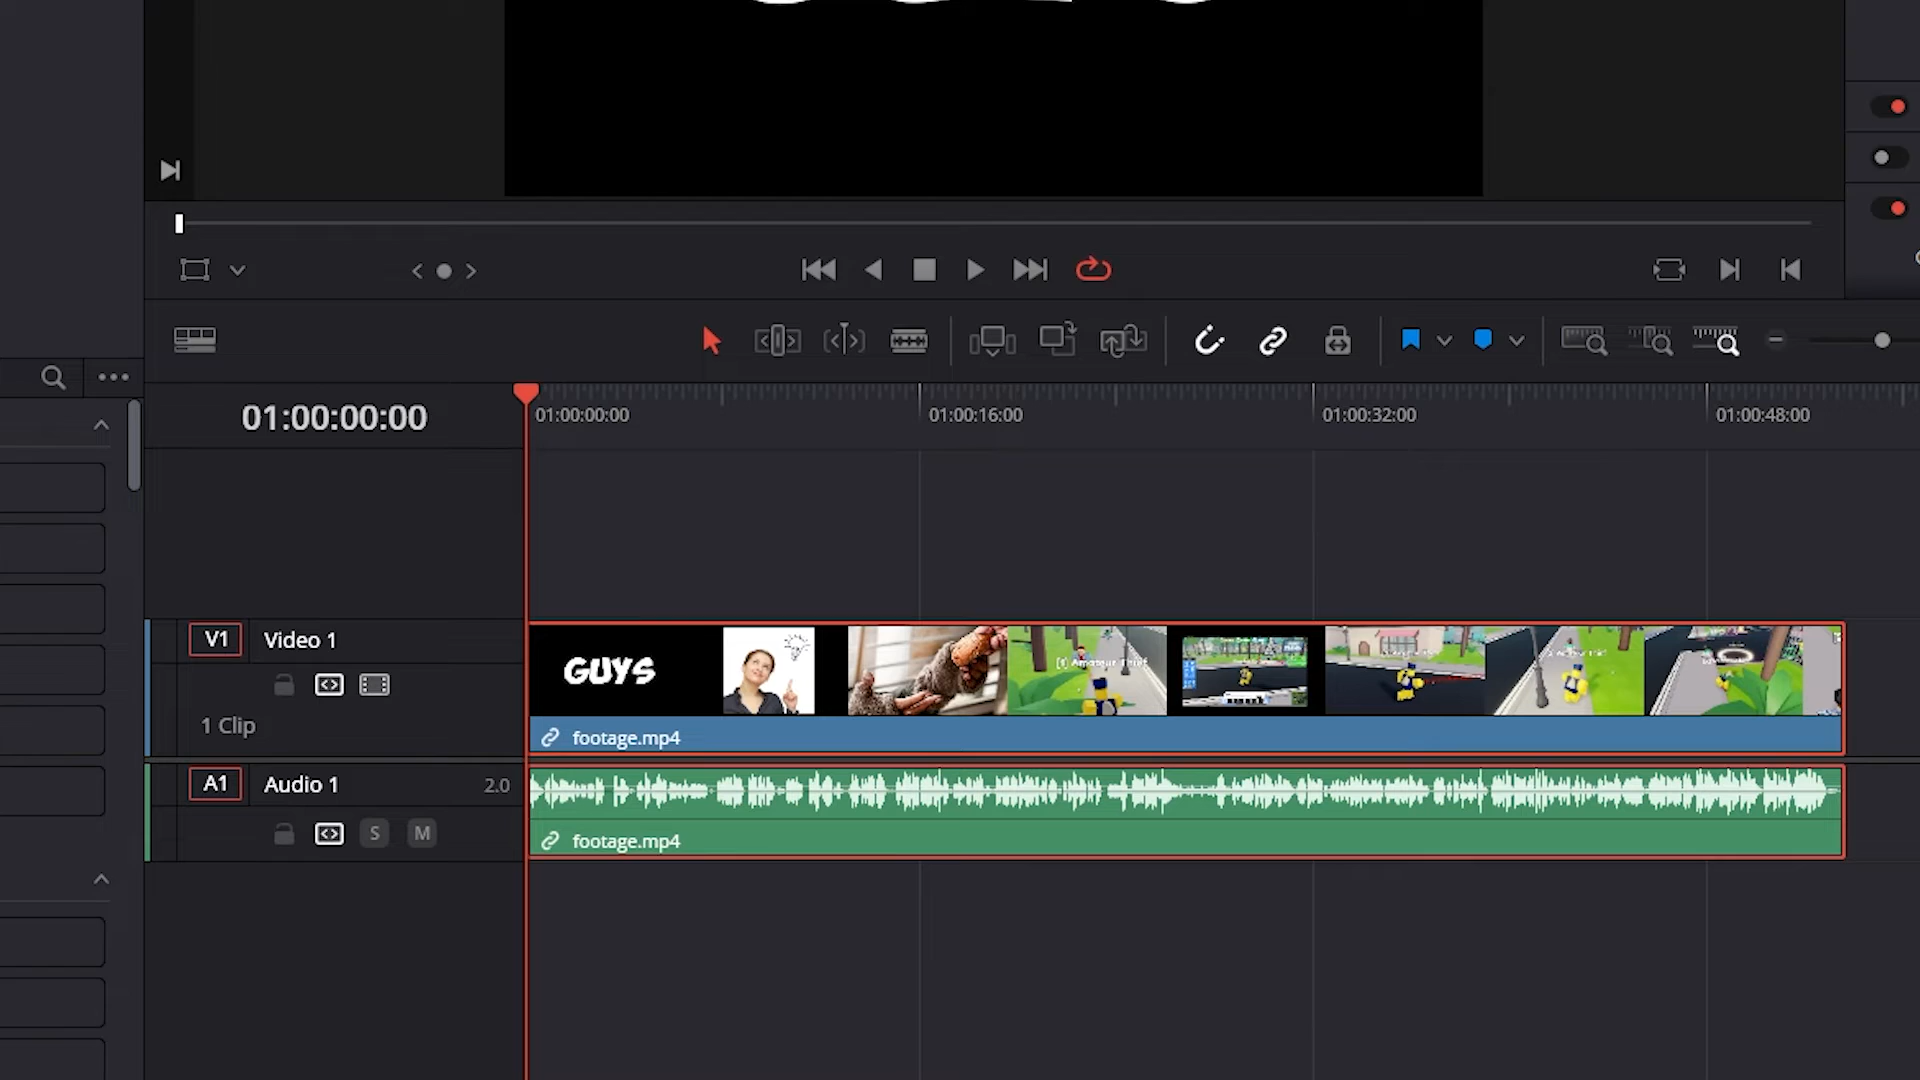 01:00:00:00
01:00:00:00
01:00:16:00
01:00:32:00
01:00:48:00
V1
Video 1
1 Clip
GUYS
footage.mp4
A1
Audio 1
2.0
S
M
footage.mp4